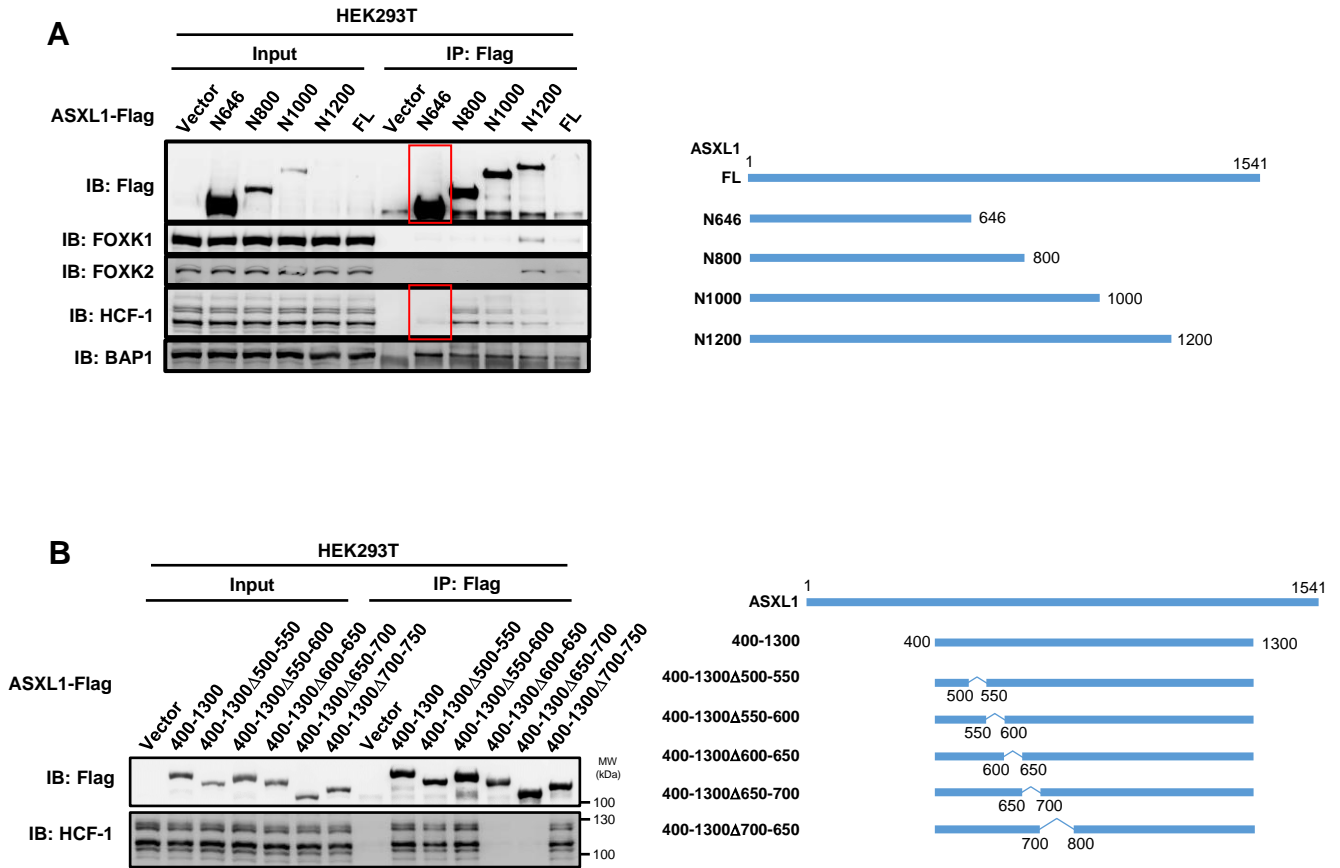 A
HEK293T
Input IP: Flag
ASXL1-Flag
Vector N646 N800 N1000 N1200 FL Vector N646 N800 N1000 N1200 FL
IB: Flag
IB: FOXK1
IB: FOXK2
IB: HCF-1
IB: BAP1
ASXL1
1 1541
FL
N646 646
N800 800
N1000 1000
N1200 1200
B
HEK293T
Input IP: Flag
ASXL1-Flag
Vector 400-1300 400-1300Δ500-550 400-1300Δ550-600 400-1300Δ600-650 400-1300Δ650-700 400-1300Δ700-750 Vector 400-1300 400-1300Δ500-550 400-1300Δ550-600 400-1300Δ600-650 400-1300Δ650-700 400-1300Δ700-750
MW
(kDa)
IB: Flag
100
130
IB: HCF-1
100
1 1541
ASXL1
400-1300 400 1300
400-1300Δ500-550
500 550
400-1300Δ550-600
550 600
400-1300Δ600-650
600 650
400-1300Δ650-700
650 700
400-1300Δ700-650
700 800